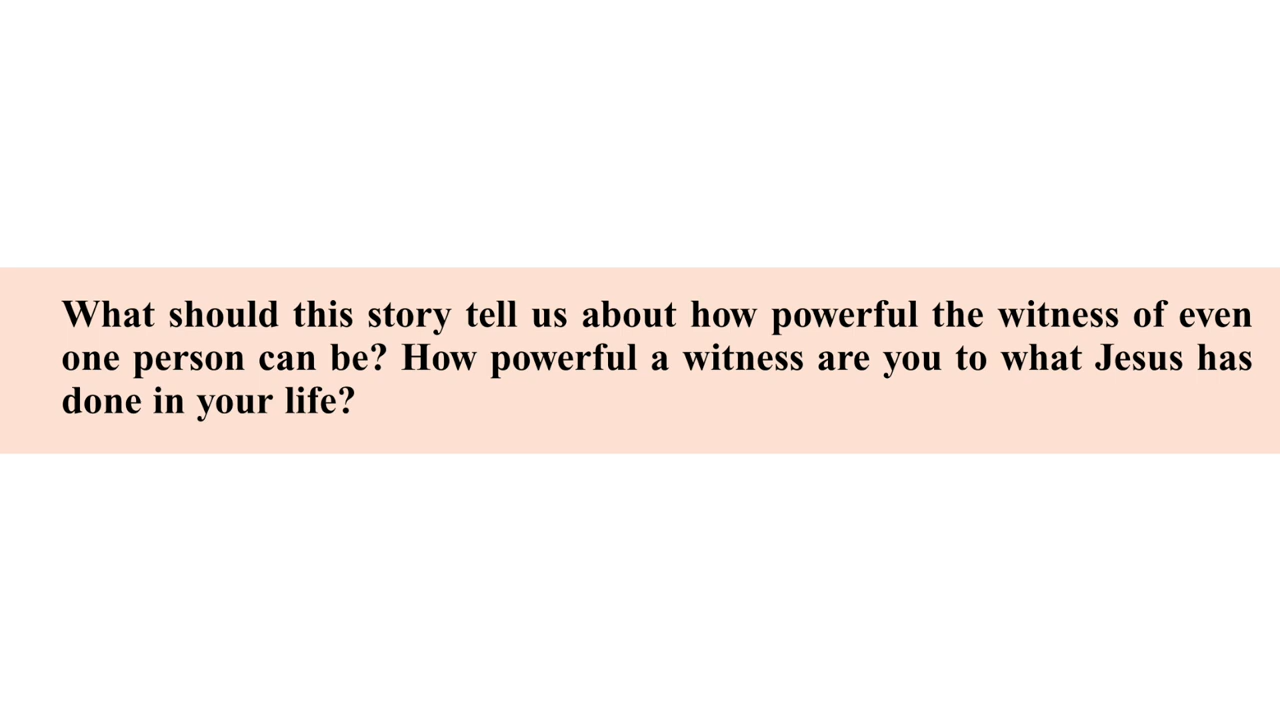 What should this story tell us about how powerful the witness of even
one person can be? How powerful a witness are you to what Jesus has
done in your life?